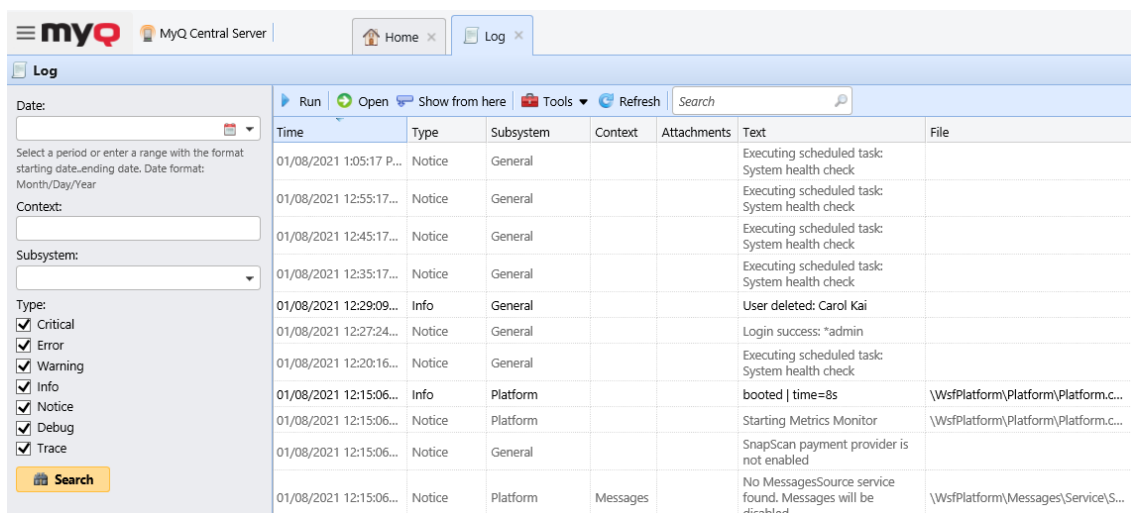 myQ
MyQ Central Server
Home
Log
Log
Date:
Select a period or enter a range with the format
starting date..ending date. Date format:
Month/Day/Year
Context:
Subsystem:
Type:
Critical
Error
Warning
Info
Notice
Debug
Trace
Search
Run Open Show from here Tools Refresh Search
Time Type Subsystem Context Attachments Text File
01/08/2021 1:05:17 P... Notice General Executing scheduled task:
System health check
01/08/2021 12:55:17... Notice General Executing scheduled task:
System health check
01/08/2021 12:45:17... Notice General Executing scheduled task:
System health check
01/08/2021 12:35:17... Notice General Executing scheduled task:
System health check
01/08/2021 12:29:09... Info General User deleted: Carol Kai
01/08/2021 12:27:24... Notice General Login success: *admin
01/08/2021 12:20:16... Notice General Executing scheduled task:
System health check
01/08/2021 12:15:06... Info Platform booted | time=8s \WsfPlatform\Platform\Platform.c...
01/08/2021 12:15:06... Notice Platform Starting Metrics Monitor \WsfPlatform\Platform\Platform.c...
01/08/2021 12:15:06... Notice General SnapScan payment provider is
not enabled
01/08/2021 12:15:06... Notice Platform Messages No MessagesSource service
found. Messages will be
disabled \WsfPlatform\Messages\Service\S...